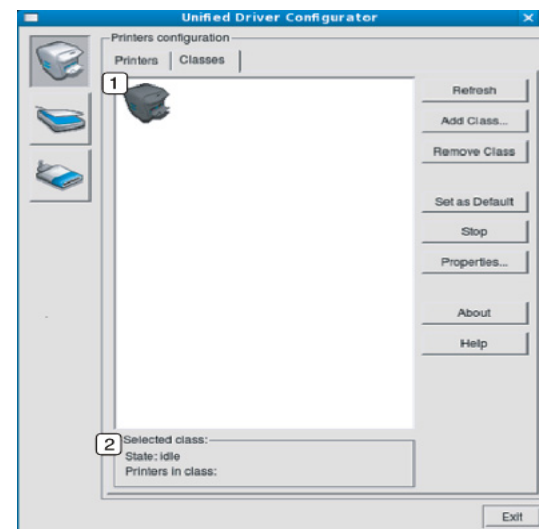 Unified Driver Configurator
Printers configuration
Printers
Classes
1
Refresh
Add Class...
Remove Class
Set as Default
Stop
Properties...
About
Help
2
Selected class:
State: idle
Printers in class:
Exit